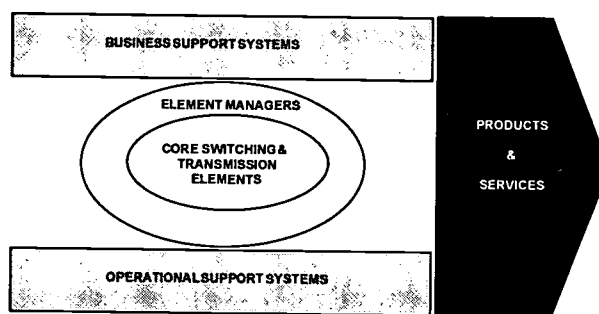 BUSINESS SUPPORT SYSTEMS
ELEMENT MANAGERS
CORE SWITCHING &
TRANSMISSION
ELEMENTS
PRODUCTS
&
SERVICES
OPERATIONAL SUPPORT SYSTEMS